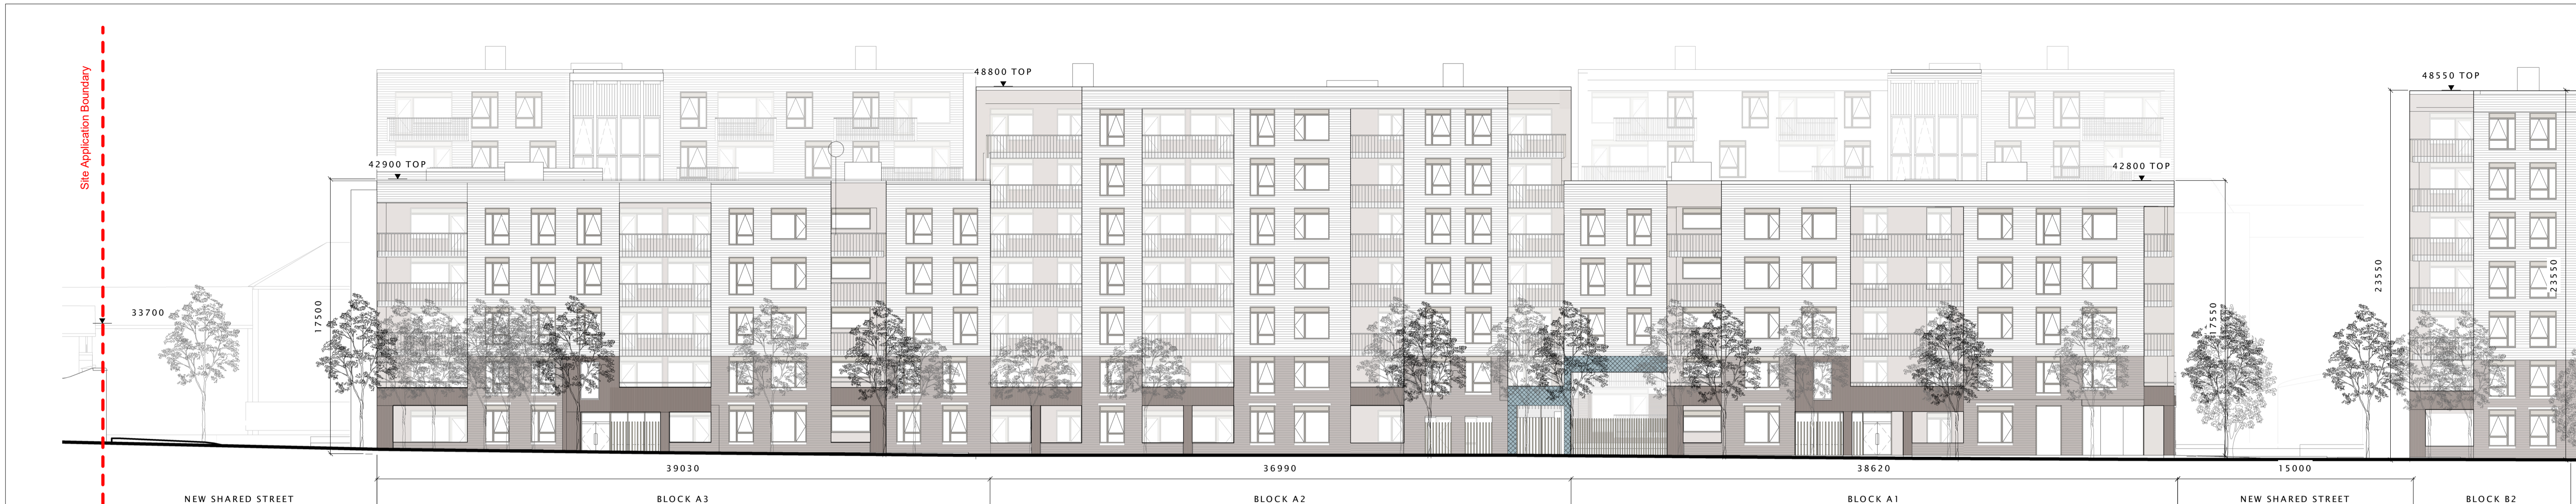 Site Application Boundary
48800 TOP
48550 TOP
42900 TOP
42800 TOP
33700
17500
17550
23550
23550
39030
36990
38620
15000
NEW SHARED STREET
BLOCK A3
BLOCK A2
BLOCK A1
NEW SHARED STREET
BLOCK B2